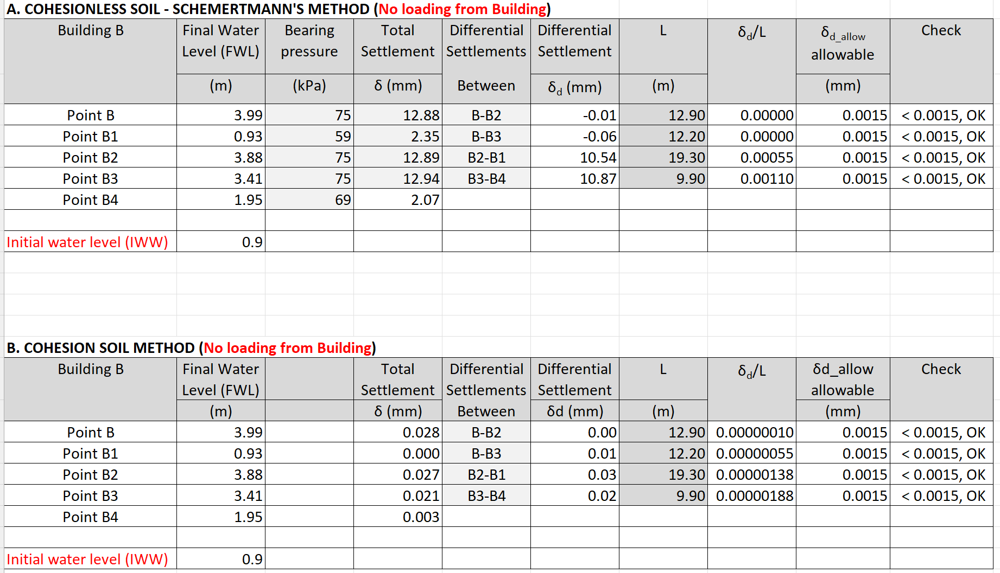 A. COHESIONLESS SOIL - SCHEMERTMANN'S METHOD (No loading from Building)
Building B Final Water Bearing Total Differential Differential L δd/L δd_allow Check
Level (FWL) pressure Settlement Settlements Settlement allowable
(m) (kPa) δ (mm) Between δd (mm) (m) (mm)
Point B 3.99 75 12.88 B-B2 -0.01 12.90 0.00000 0.0015 < 0.0015, OK
Point B1 0.93 59 2.35 B-B3 -0.06 12.20 0.00000 0.0015 < 0.0015, OK
Point B2 3.88 75 12.89 B2-B1 10.54 19.30 0.00055 0.0015 < 0.0015, OK
Point B3 3.41 75 12.94 B3-B4 10.87 9.90 0.00110 0.0015 < 0.0015, OK
Point B4 1.95 69 2.07
Initial water level (IWW) 0.9
B. COHESION SOIL METHOD (No loading from Building)
Building B Final Water Total Differential Differential L δd/L δd_allow Check
Level (FWL) Settlement Settlements Settlement allowable
(m) δ (mm) Between δd (mm) (m) (mm)
Point B 3.99 0.028 B-B2 0.00 12.90 0.00000010 0.0015 < 0.0015, OK
Point B1 0.93 0.000 B-B3 0.01 12.20 0.00000055 0.0015 < 0.0015, OK
Point B2 3.88 0.027 B2-B1 0.03 19.30 0.00000138 0.0015 < 0.0015, OK
Point B3 3.41 0.021 B3-B4 0.02 9.90 0.00000188 0.0015 < 0.0015, OK
Point B4 1.95 0.003
Initial water level (IWW) 0.9